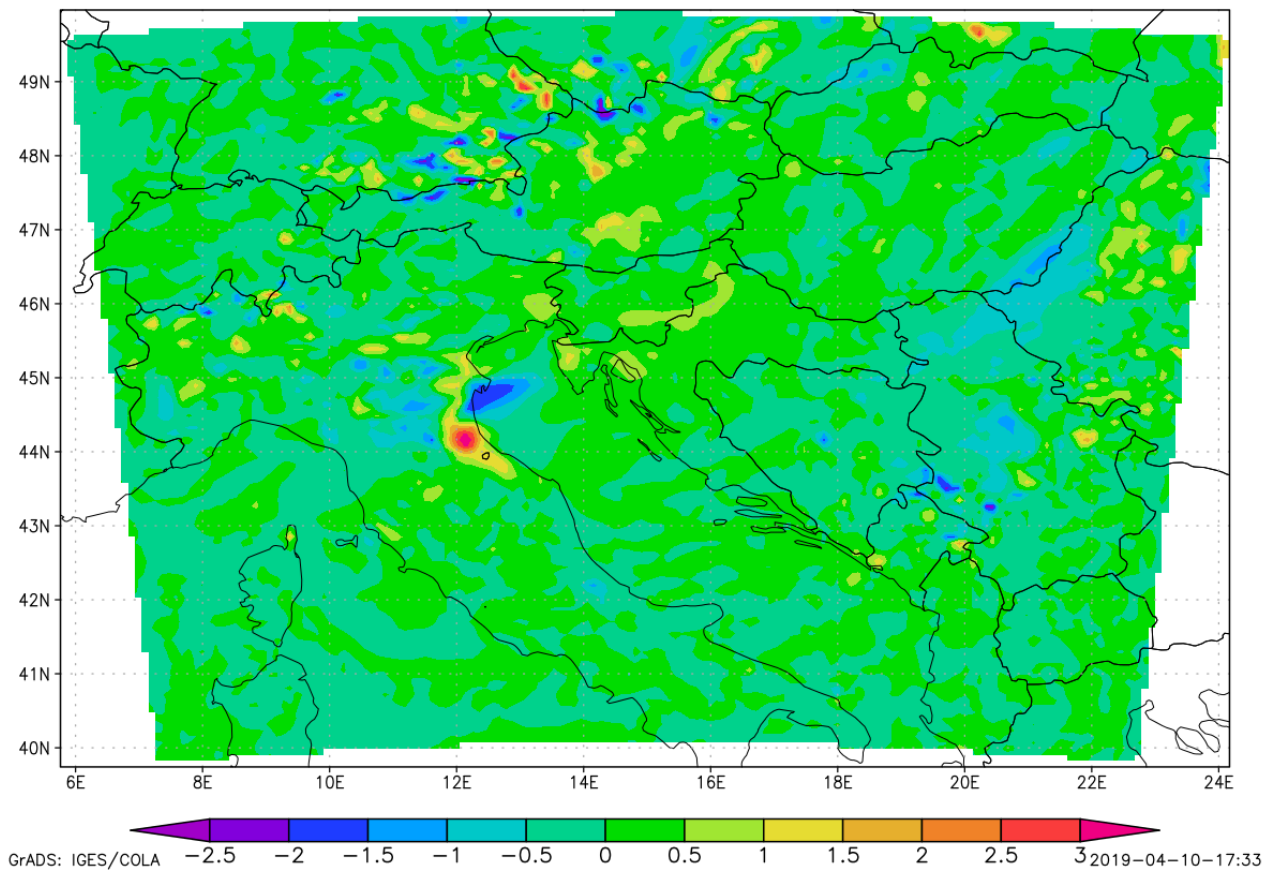 49N
48N
47N
46N
45N
44N
43N
42N
41N
40N
6E 8E 10E 12E 14E 16E 18E 20E 22E 24E
−2.5 −2 −1.5 −1 −0.5 0 0.5 1 1.5 2 2.5 3
GrADS: IGES/COLA 2019-04-10-17:33